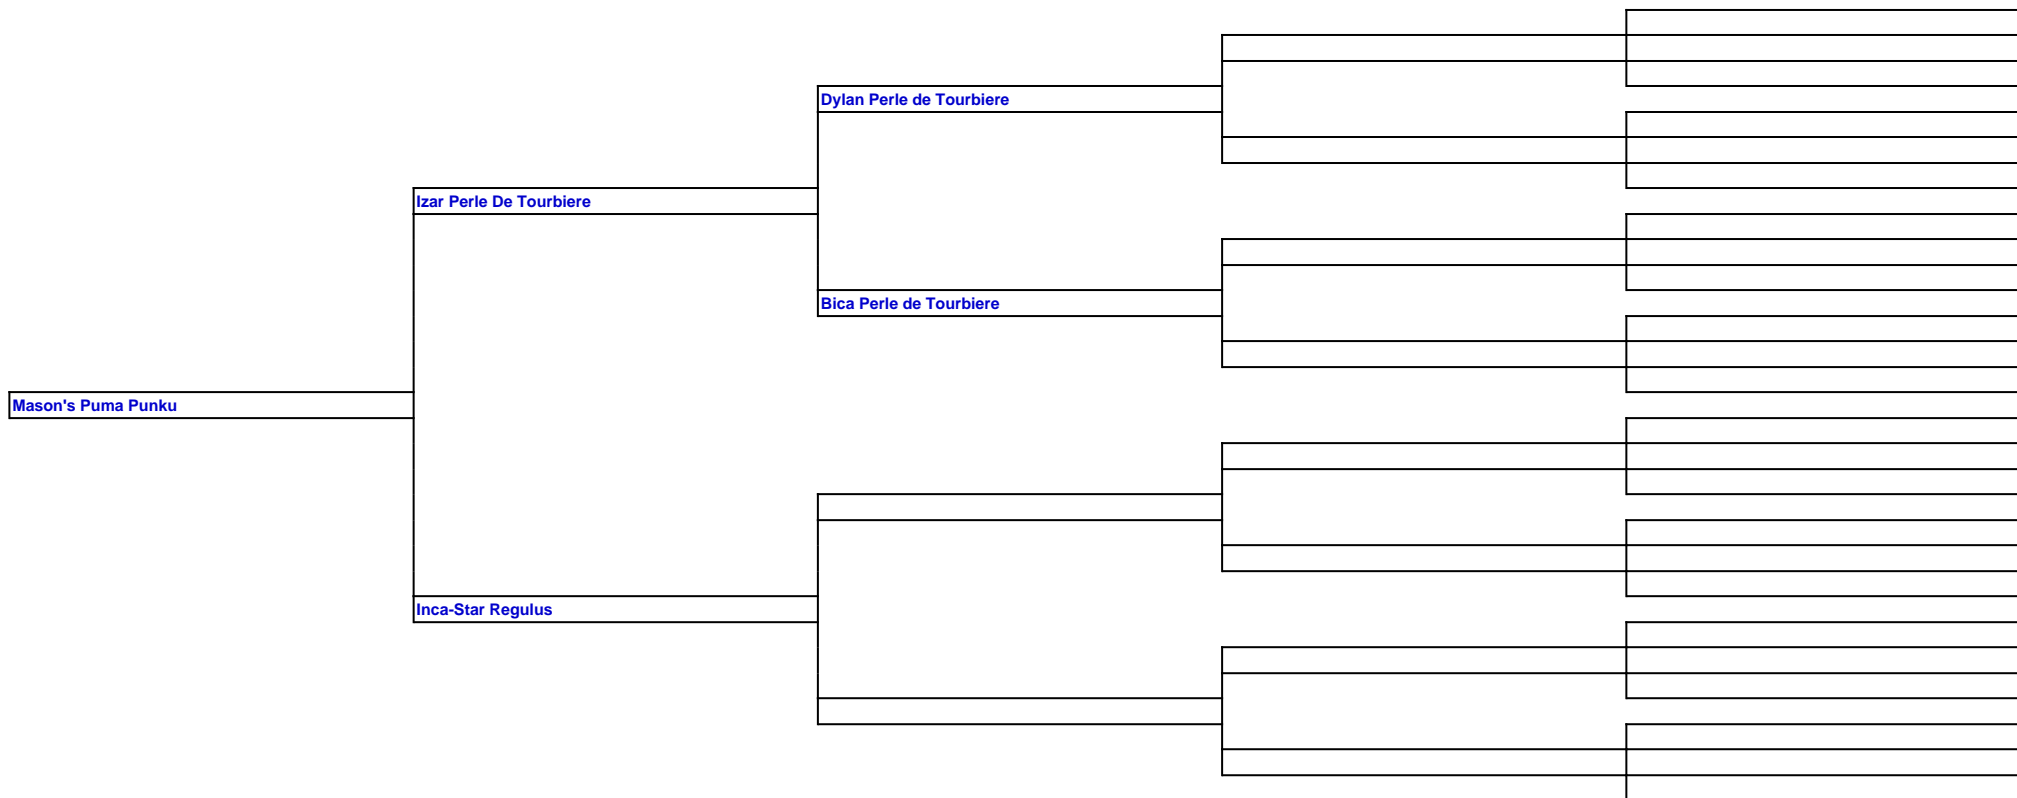 Dylan Perle de Tourbiere
Izar Perle De Tourbiere
Bica Perle de Tourbiere
Mason's Puma Punku
Inca-Star Regulus